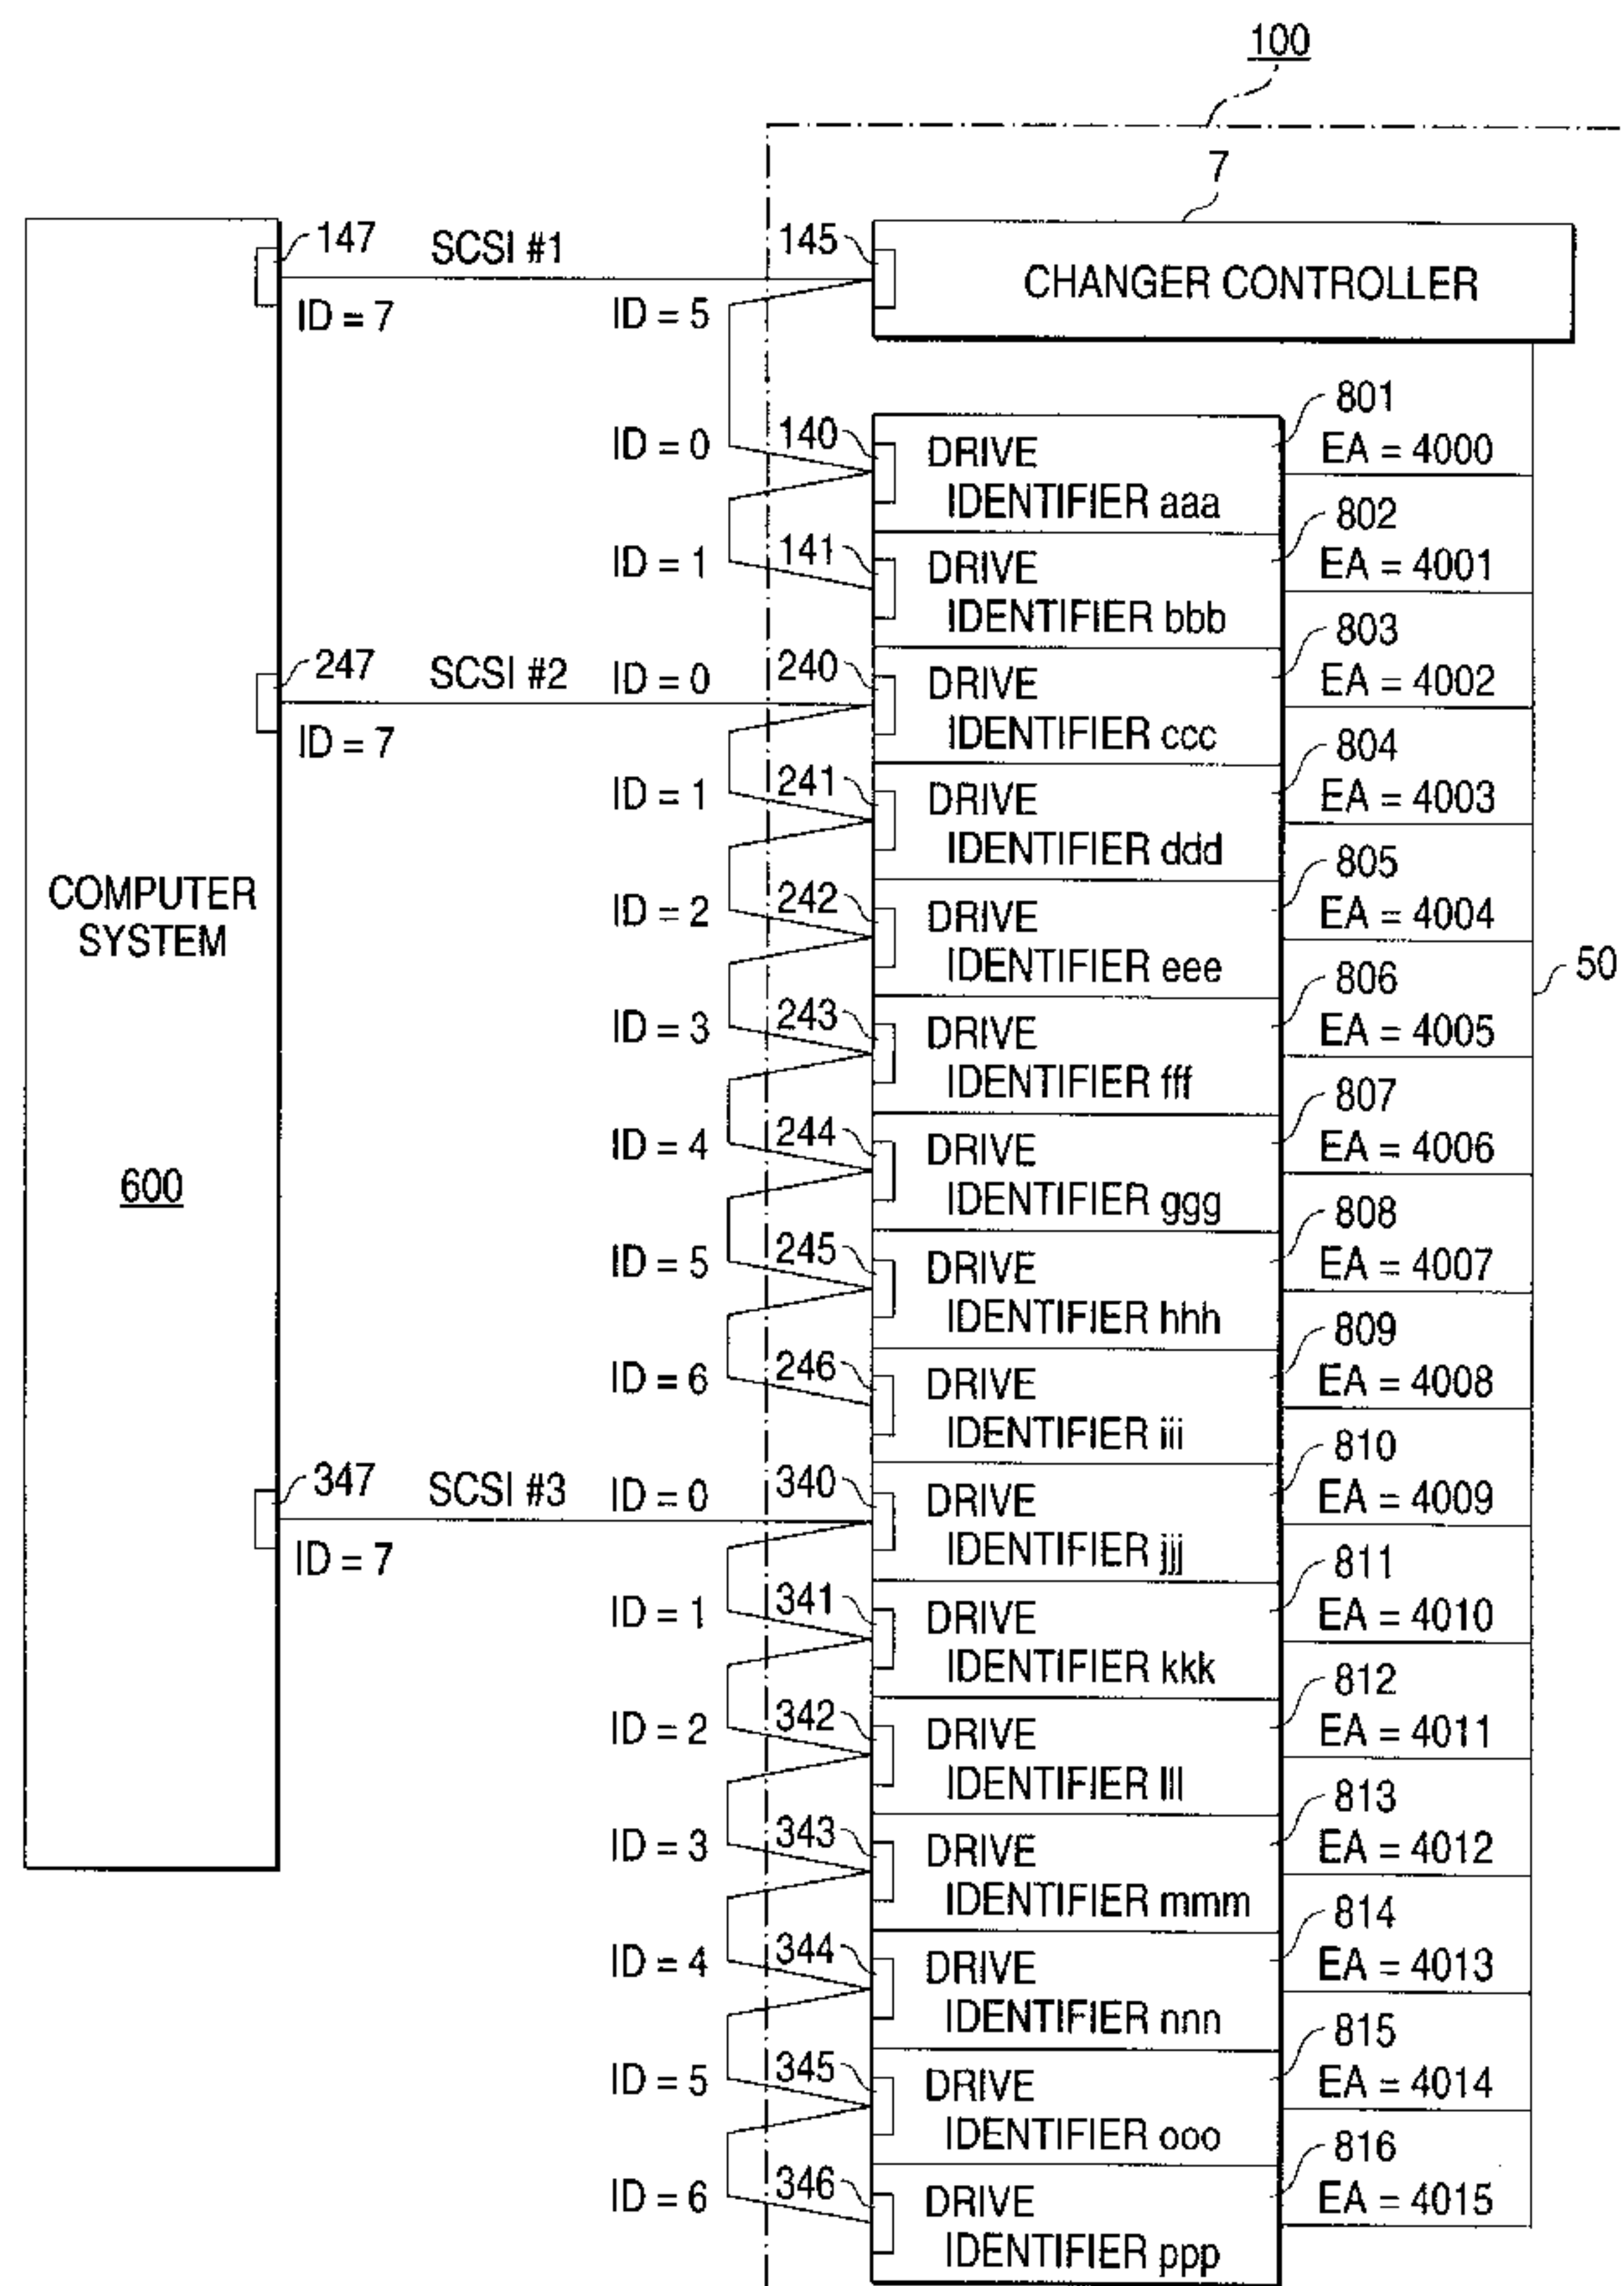 100
7
147
SCSI #1
145
CHANGER CONTROLLER
ID = 7
ID = 5
801
ID = 0
140
DRIVE
EA = 4000
IDENTIFIER aaa
802
ID = 1
141
DRIVE
EA = 4001
IDENTIFIER bbb
803
247
SCSI #2
ID = 0
240
DRIVE
EA = 4002
ID = 7
IDENTIFIER ccc
804
ID = 1
241
DRIVE
EA = 4003
IDENTIFIER ddd
805
COMPUTER
SYSTEM
ID = 2
242
DRIVE
EA = 4004
IDENTIFIER eee
50
806
ID = 3
243
DRIVE
EA = 4005
IDENTIFIER fff
807
ID = 4
244
DRIVE
EA = 4006
600
IDENTIFIER ggg
808
ID = 5
245
DRIVE
EA = 4007
IDENTIFIER hhh
809
ID = 6
246
DRIVE
EA = 4008
IDENTIFIER iii
810
347
SCSI #3
ID = 0
340
DRIVE
EA = 4009
ID = 7
IDENTIFIER jjj
811
ID = 1
341
DRIVE
EA = 4010
IDENTIFIER kkk
812
ID = 2
342
DRIVE
EA = 4011
IDENTIFIER lll
813
ID = 3
343
DRIVE
EA = 4012
IDENTIFIER mmm
814
ID = 4
344
DRIVE
EA = 4013
IDENTIFIER nnn
815
ID = 5
345
DRIVE
EA = 4014
IDENTIFIER ooo
816
ID = 6
346
DRIVE
EA = 4015
IDENTIFIER ppp